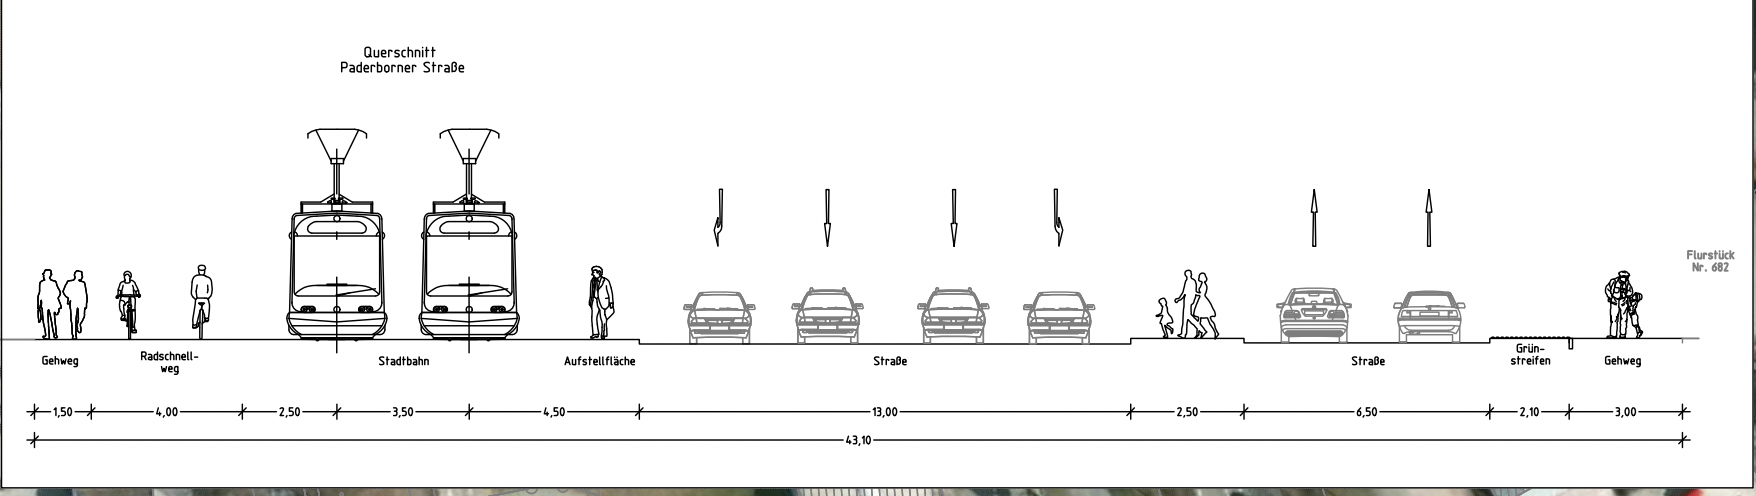 Querschnitt
Paderborner Straße
Flurstück
Nr. 682
Gehweg
Radschnell-
weg
Stadtbahn
Aufstellfläche
Straße
Straße
Grün-
streifen
Gehweg
1,50 4,00 2,50 3,50 4,50 13,00 2,50 6,50 2,10 3,00
43,10